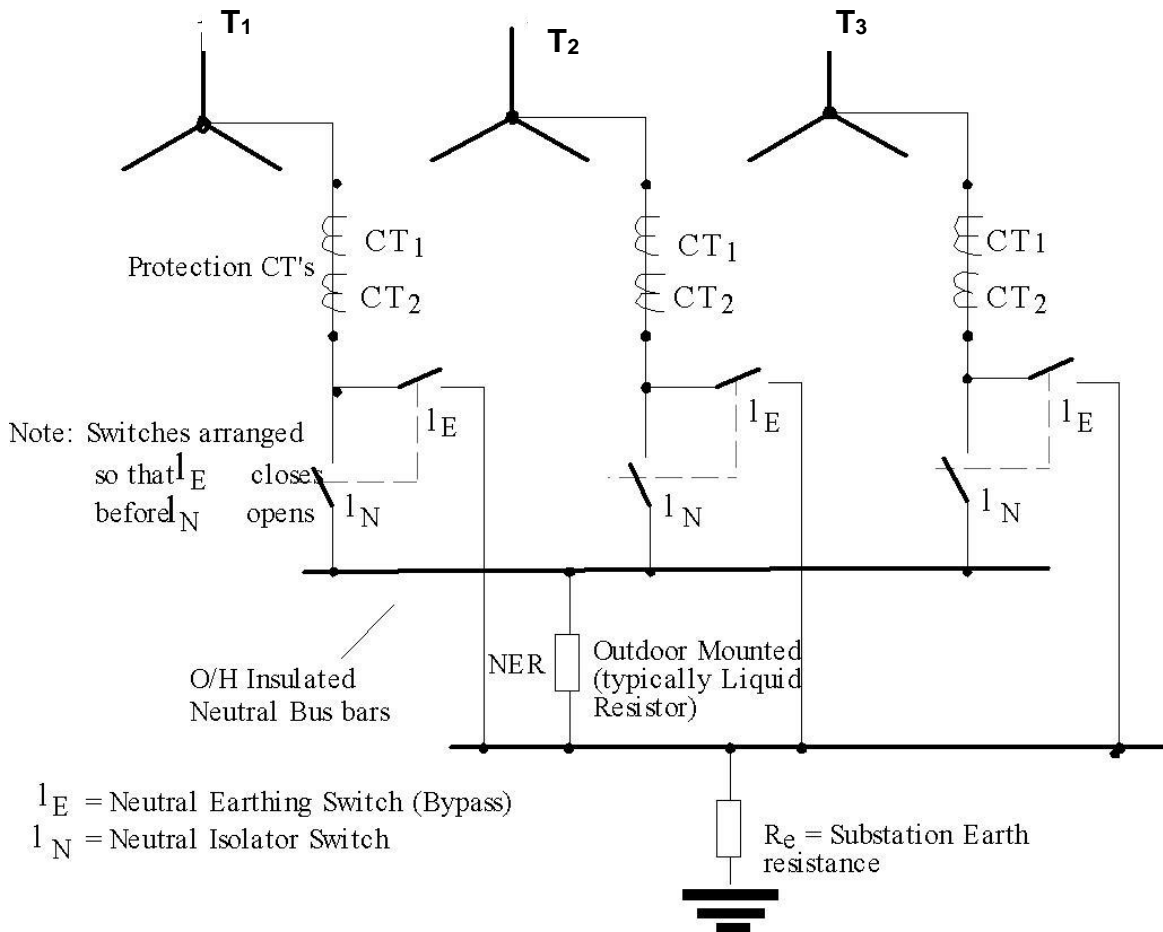 T1
T2
T3
CT1
CT1
CT1
Protection CT's
CT2
CT2
CT2
1E
1E
1E
Note: Switches arranged
so that 1E closes
before 1N opens
1N
1N
1N
NER
Outdoor Mounted
(typically Liquid
Resistor)
O/H Insulated
Neutral Bus bars
1E = Neutral Earthing Switch (Bypass)
1N = Neutral Isolator Switch
Re = Substation Earth
resistance